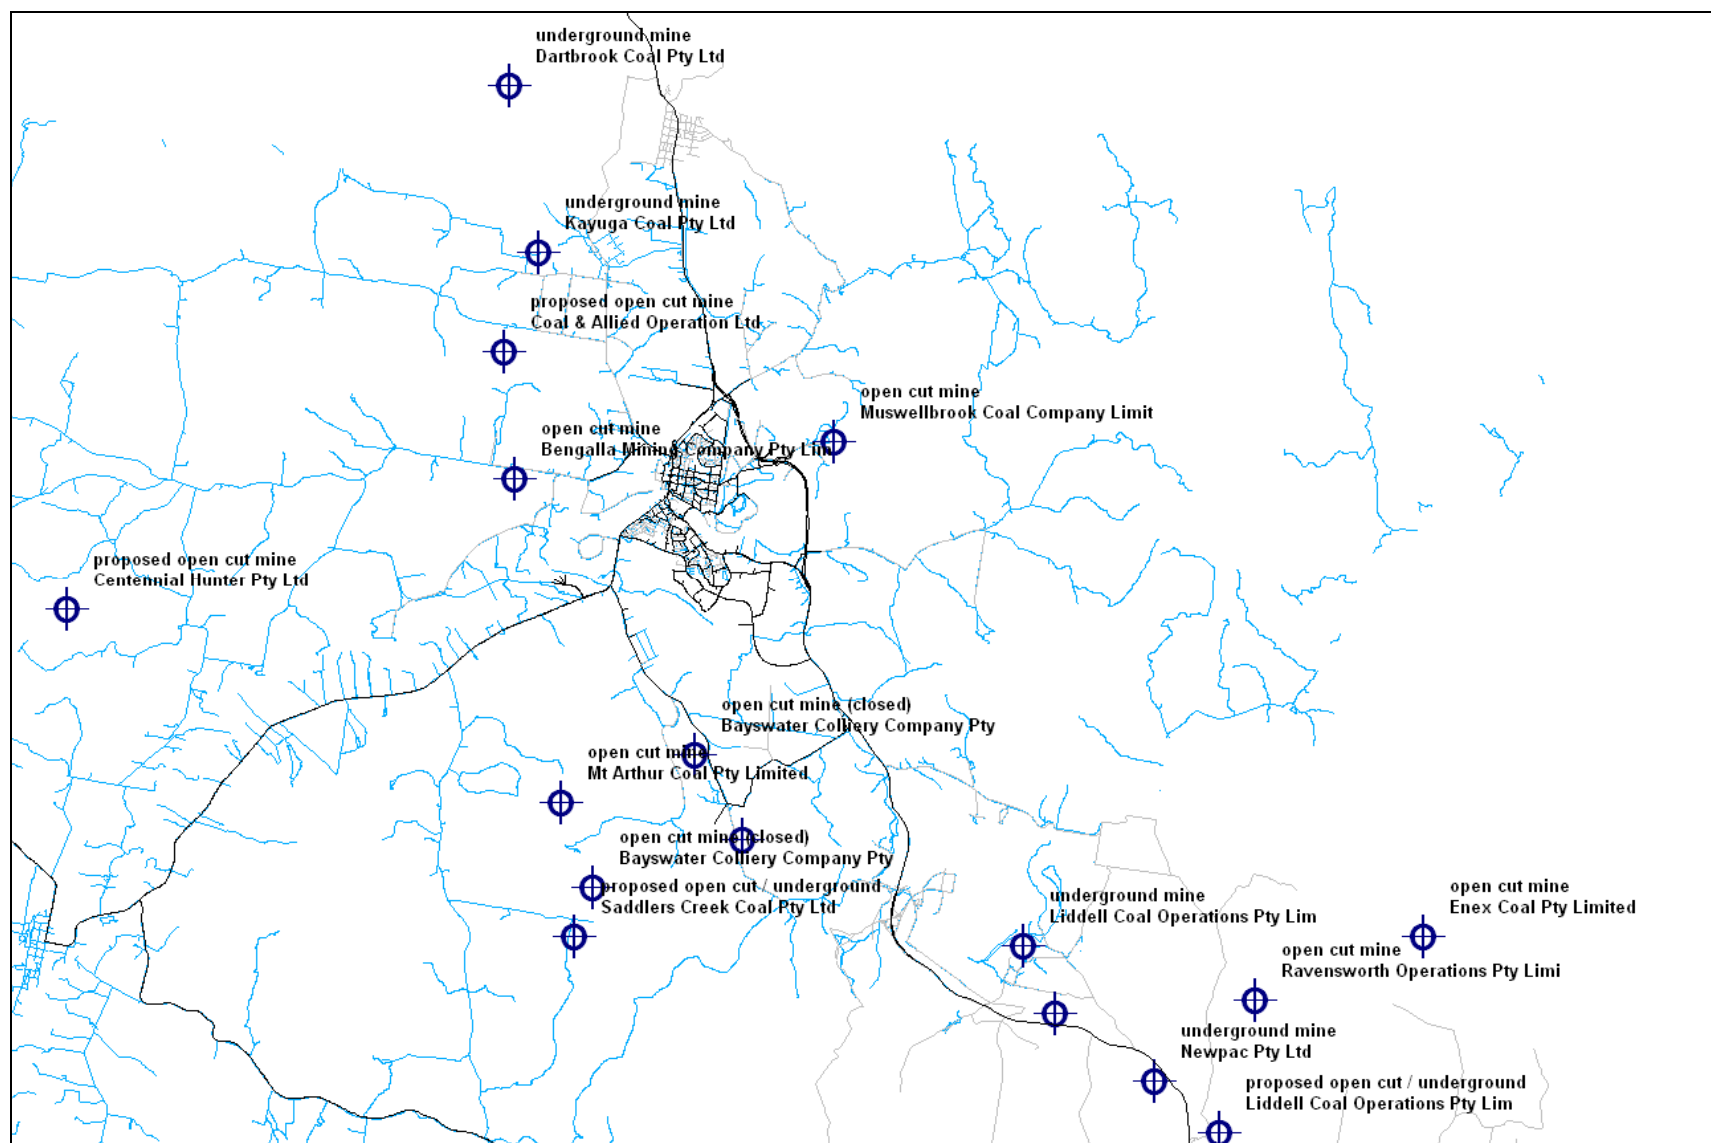 underground mine
Dartbrook Coal Pty Ltd
underground mine
Kayuga Coal Pty Ltd
proposed open cut mine
Coal & Allied Operation Ltd
open cut mine
Muswellbrook Coal Company Limit
open cut mine
Bengalla Mining Company Pty Lim
proposed open cut mine
Centennial Hunter Pty Ltd
open cut mine (closed)
Bayswater Colliery Company Pty
open cut mine
Mt Arthur Coal Pty Limited
open cut mine (closed)
Bayswater Colliery Company Pty
proposed open cut / underground
Saddlers Creek Coal Pty Ltd
underground mine
Liddell Coal Operations Pty Lim
open cut mine
Enex Coal Pty Limited
open cut mine
Ravensworth Operations Pty Limi
underground mine
Newpac Pty Ltd
proposed open cut / underground
Liddell Coal Operations Pty Lim